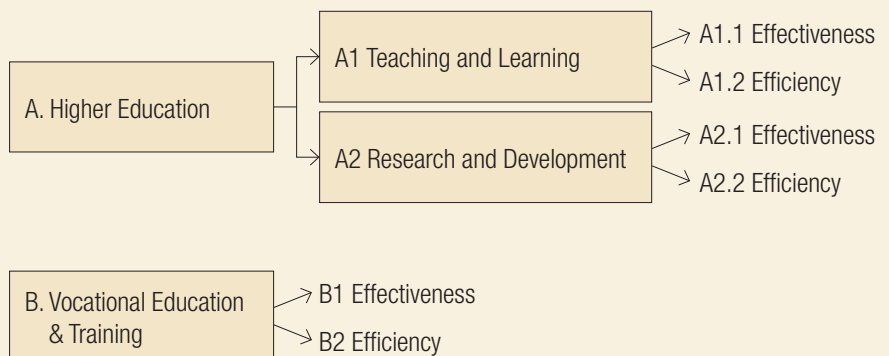 A. Higher Education
A1 Teaching and Learning
A1.1 Effectiveness
A1.2 Efficiency
A2 Research and Development
A2.1 Effectiveness
A2.2 Efficiency
B. Vocational Education
& Training
B1 Effectiveness
B2 Efficiency